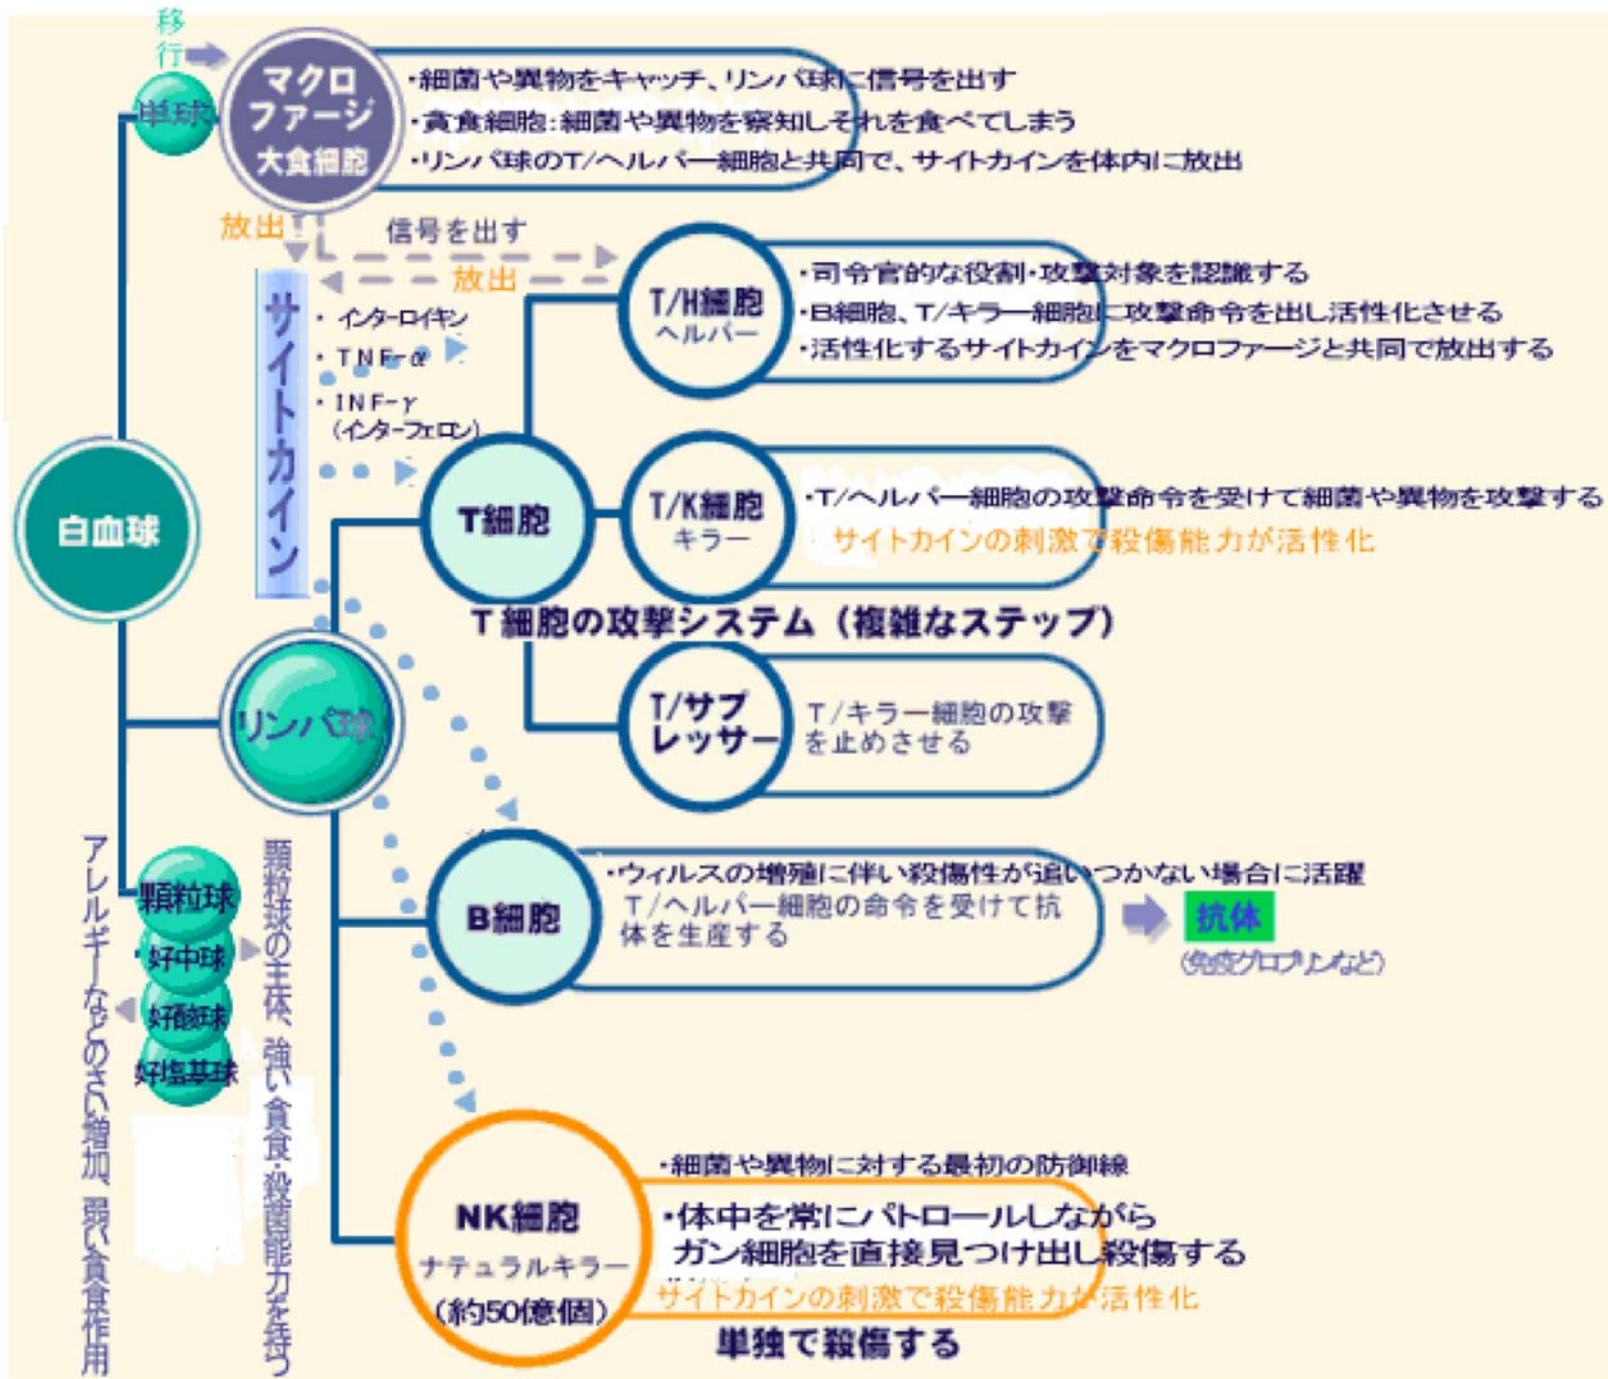 移行
単球
マクロ
ファージ
大食細胞
・細菌や異物をキャッチ、リンパ球に信号を出す
・貪食細胞:細菌や異物を察知しそれを食べてしまう
・リンパ球のT/ヘルパー細胞と共同で、サイトカインを体内に放出
放出
信号を出す
放出
サイトカイン
・インターロイキン
・TNF-α
・INF-γ
(インターフェロン)
T/H細胞
ヘルパー
・司令官的な役割・攻撃対象を認識する
・B細胞、T/キラー細胞に攻撃命令を出し活性化させる
・活性化するサイトカインをマクロファージと共同で放出する
白血球
T細胞
T/K細胞
キラー
・T/ヘルパー細胞の攻撃命令を受けて細菌や異物を攻撃する
サイトカインの刺激で殺傷能力が活性化
T細胞の攻撃システム(複雑なステップ)
リンパ球
T/サプ
レッサー
T/キラー細胞の攻撃
を止めさせる
アレルギーなどのさい増加、弱い貪食作用
顆粒球
好中球
好酸球
好塩基球
顆粒球の主体、強い貪食・殺菌能力を持つ
B細胞
・ウィルスの増殖に伴い殺傷性が追いつかない場合に活躍
T/ヘルパー細胞の命令を受けて抗
体を生産する
抗体
(免疫グロブリンなど)
NK細胞
ナチュラルキラー
(約50億個)
・細菌や異物に対する最初の防御線
・体中を常にパトロールしながら
ガン細胞を直接見つけ出し殺傷する
サイトカインの刺激で殺傷能力が活性化
単独で殺傷する